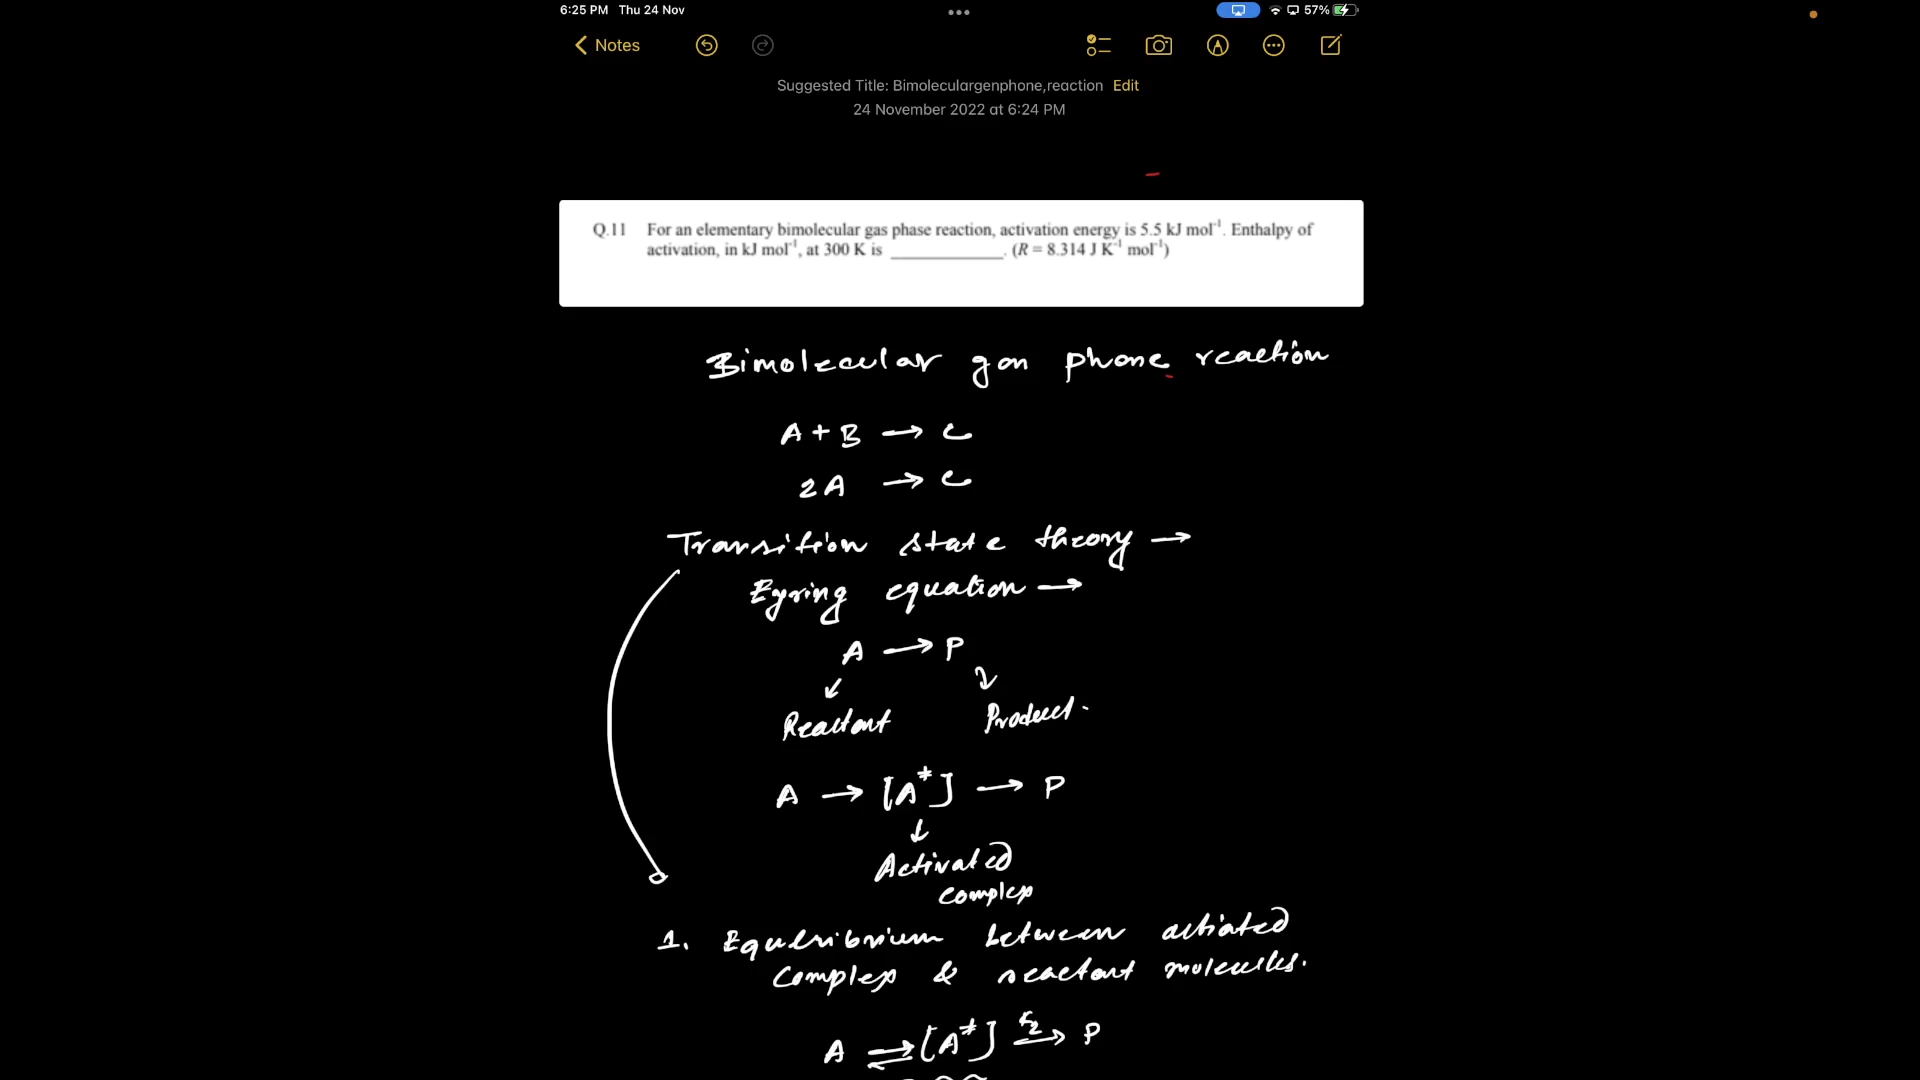 6:25 PM Thu 24 Nov
57%
Notes
Suggested Title: Bimoleculargenphone,reaction Edit
24 November 2022 at 6:24 PM
Q.11 For an elementary bimolecular gas phase reaction, activation energy is 5.5 kJ mol⁻¹. Enthalpy of
activation, in kJ mol⁻¹, at 300 K is ____________. (R = 8.314 J K⁻¹ mol⁻¹)
Bimolecular gas phase reaction
A + B → C
2A → C
Transition state theory →
Eyring equation →
A → P
Reactant Product.
A → [A^≠] → P
Activated
Complex
1. Equilibrium between activated
complex & reactant molecules.
A ⇌ [A^≠] → P
K₂